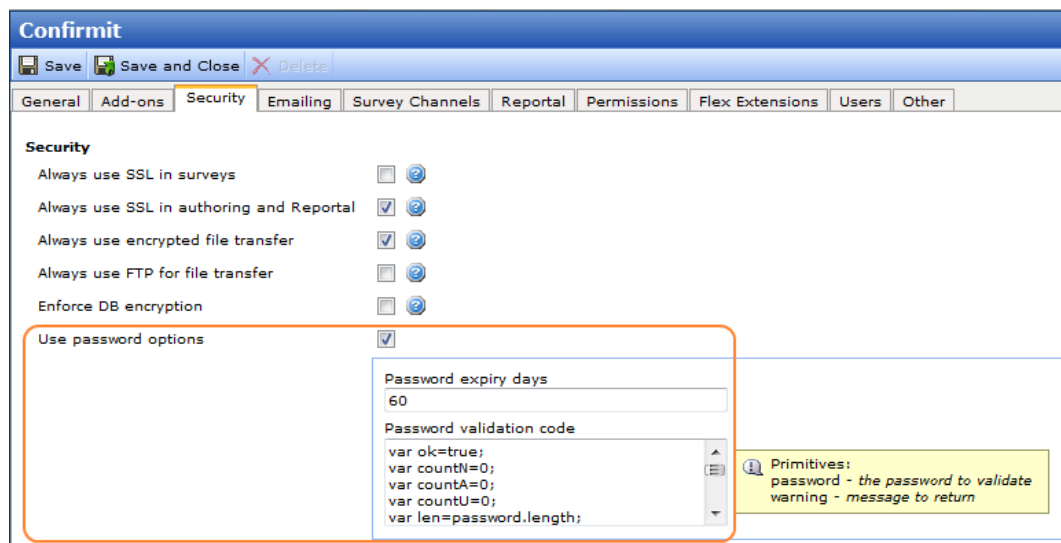 Confirmit
Save Save and Close Delete
General Add-ons Security Emailing Survey Channels Reportal Permissions Flex Extensions Users Other
Security
Always use SSL in surveys
Always use SSL in authoring and Reportal
Always use encrypted file transfer
Always use FTP for file transfer
Enforce DB encryption
Use password options
Password expiry days
60
Password validation code
var ok=true;
var countN=0;
var countA=0;
var countU=0;
var len=password.length;
Primitives:
password - the password to validate
warning - message to return